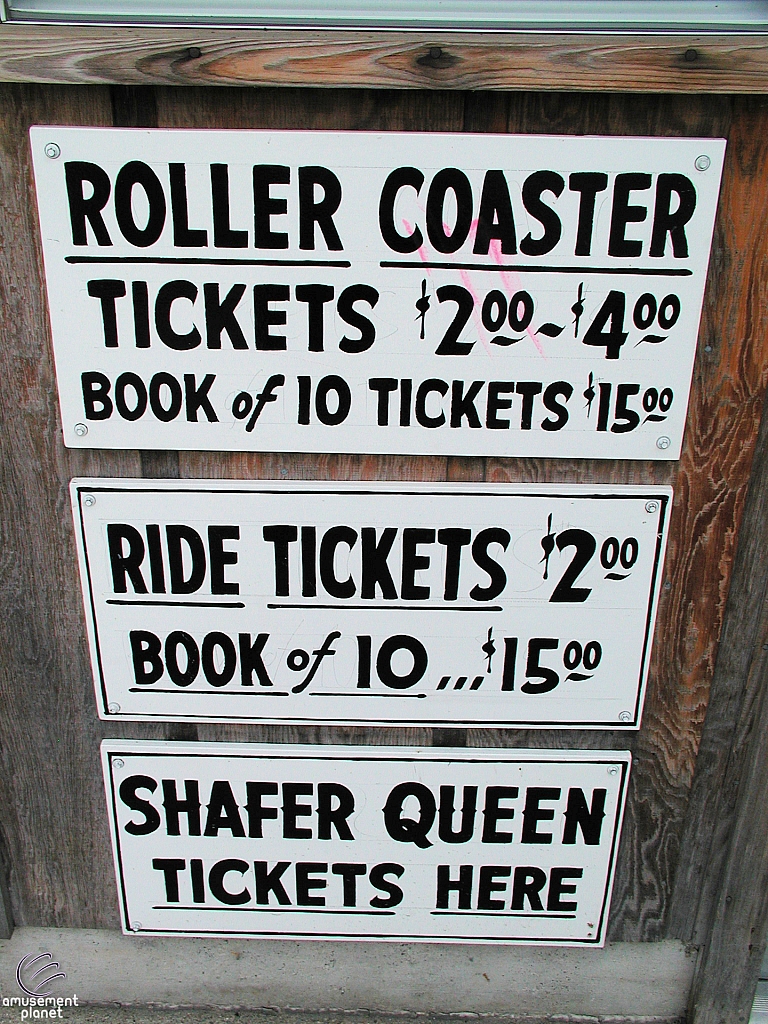 ROLLER COASTER
TICKETS $2.00 ~ $4.00
BOOK of 10 TICKETS $15.00
RIDE TICKETS $2.00
BOOK of 10 ... $15.00
SHAFER QUEEN
TICKETS HERE
amusement
planet